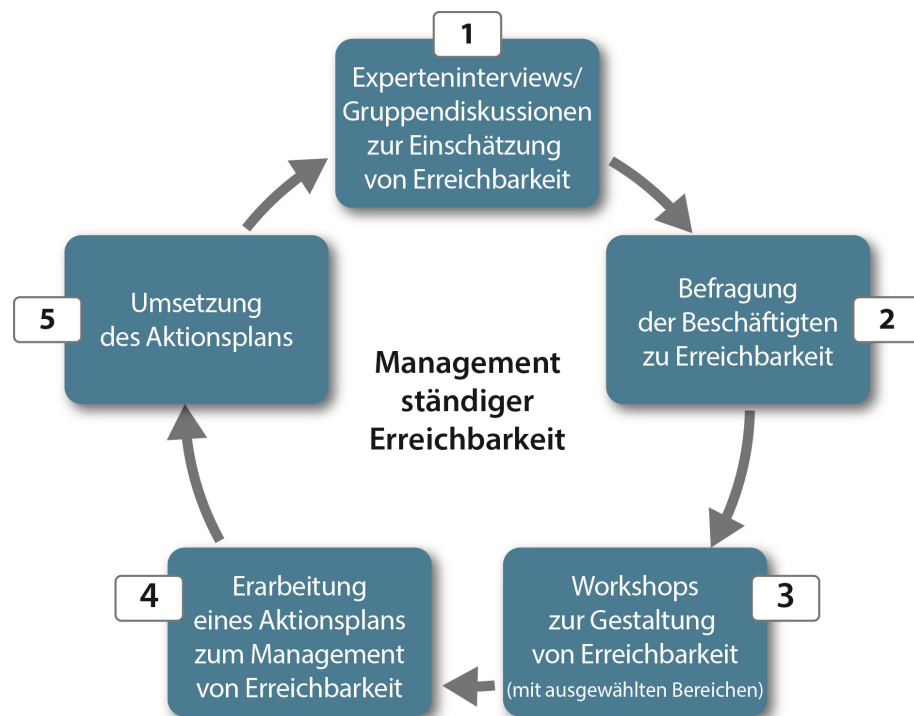 1
Experteninterviews/
Gruppendiskussionen
zur Einschätzung
von Erreichbarkeit
2
Befragung
der Beschäftigten
zu Erreichbarkeit
3
Workshops
zur Gestaltung
von Erreichbarkeit
(mit ausgewählten Bereichen)
4
Erarbeitung
eines Aktionsplans
zum Management
von Erreichbarkeit
5
Umsetzung
des Aktionsplans
Management
ständiger
Erreichbarkeit